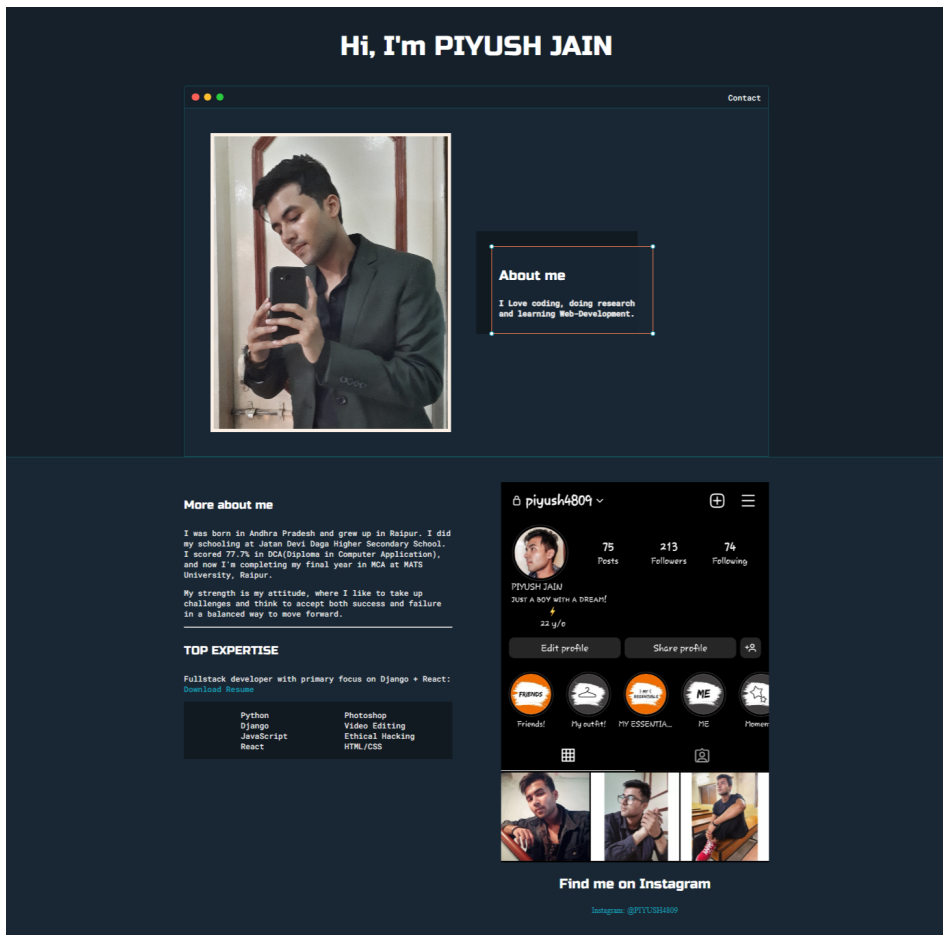 Hi, I'm PIYUSH JAIN
Contact
About me
I Love coding, doing research
and learning Web-Development.
More about me
I was born in Andhra Pradesh and grew up in Raipur. I did
my schooling at Jatan Devi Daga Higher Secondary School.
I scored 77.7% in DCA(Diploma in Computer Application),
and now I'm completing my final year in MCA at MATS
University, Raipur.
My strength is my attitude, where I like to take up
challenges and think to accept both success and failure
in a balanced way to move forward.
TOP EXPERTISE
Fullstack developer with primary focus on Django + React:
Download Resume
Python Photoshop
Django Video Editing
JavaScript Ethical Hacking
React HTML/CSS
piyush4809
75 213 74
Posts Followers Following
PIYUSH JAIN
JUST A BOY WITH A DREAM!
⚡
22 y/o
Edit profile Share profile
FRIENDS MY ESSENTIALS ME
Friends! My outfit! MY ESSENTIA... ME Momen
Find me on Instagram
Instagram: @PIYUSH4809